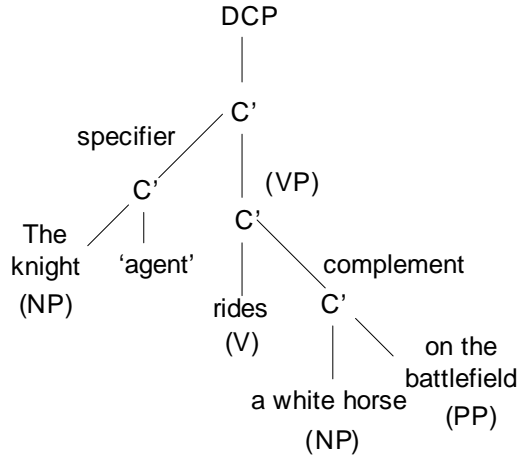 DCP
C’
specifier
C’
(VP)
C’
The
knight
(NP)
‘agent’
complement
rides
(V)
C’
on the
battlefield
(PP)
a white horse
(NP)